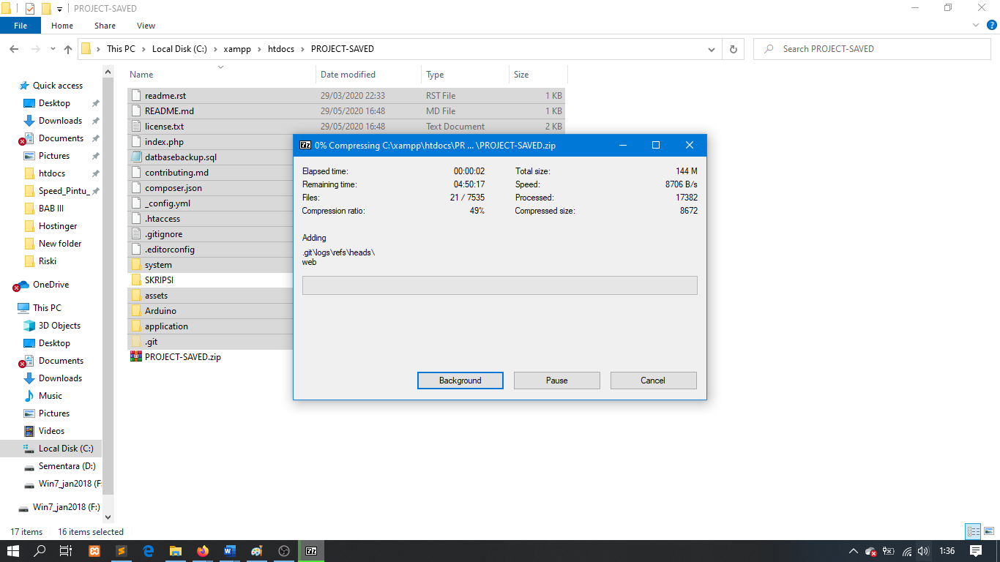 PROJECT-SAVED
File Home Share View
This PC Local Disk (C:) xampp htdocs PROJECT-SAVED
Search PROJECT-SAVED
Name Date modified Type Size
Quick access
Desktop
Downloads
Documents
Pictures
htdocs
Speed_Pintu_
BAB III
Hostinger
New folder
Riski
OneDrive
This PC
3D Objects
Desktop
Documents
Downloads
Music
Pictures
Videos
Local Disk (C:)
Sementara (D:)
Win7_jan2018 (F:
Win7_jan2018 (F:)
readme.rst 29/03/2020 22:33 RST File 1 KB
README.md 29/05/2020 16:48 MD File 1 KB
license.txt 29/05/2020 16:48 Text Document 2 KB
index.php
datbasebackup.sql
contributing.md
composer.json
_config.yml
.htaccess
.gitignore
.editorconfig
system
SKRIPSI
assets
Arduino
application
.git
PROJECT-SAVED.zip
0% Compressing C:\xampp\htdocs\PR ... \PROJECT-SAVED.zip
Elapsed time: 00:00:02 Total size: 144 M
Remaining time: 04:50:17 Speed: 8706 B/s
Files: 21 / 7535 Processed: 17382
Compression ratio: 49% Compressed size: 8672
Adding
.git\logs\refs\heads\
web
Background Pause Cancel
17 items 16 items selected
1:36